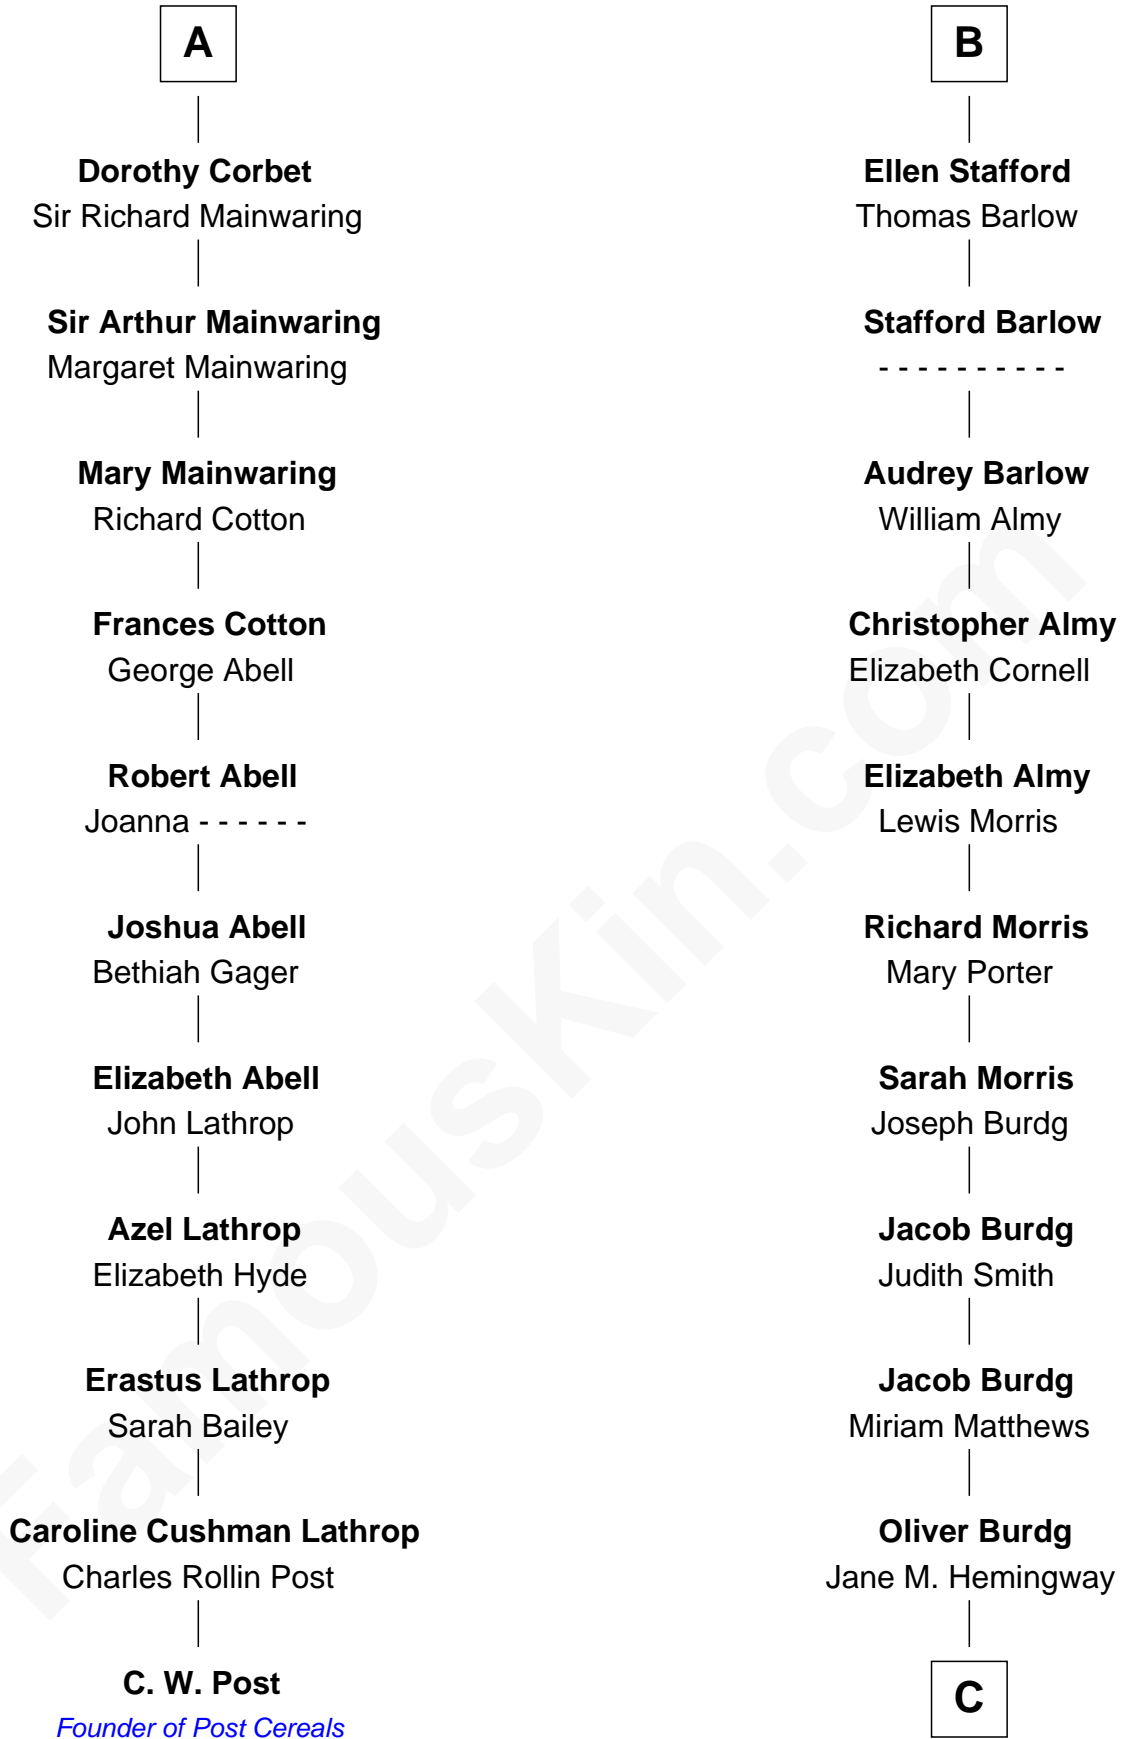 A
Dorothy Corbet
Sir Richard Mainwaring
Sir Arthur Mainwaring
Margaret Mainwaring
Mary Mainwaring
Richard Cotton
Frances Cotton
George Abell
Robert Abell
Joanna - - - - - -
Joshua Abell
Bethiah Gager
Elizabeth Abell
John Lathrop
Azel Lathrop
Elizabeth Hyde
Erastus Lathrop
Sarah Bailey
Caroline Cushman Lathrop
Charles Rollin Post
C. W. Post
Founder of Post Cereals
B
Ellen Stafford
Thomas Barlow
Stafford Barlow
- - - - - - - - - -
Audrey Barlow
William Almy
Christopher Almy
Elizabeth Cornell
Elizabeth Almy
Lewis Morris
Richard Morris
Mary Porter
Sarah Morris
Joseph Burdg
Jacob Burdg
Judith Smith
Jacob Burdg
Miriam Matthews
Oliver Burdg
Jane M. Hemingway
C
FamousKin.com